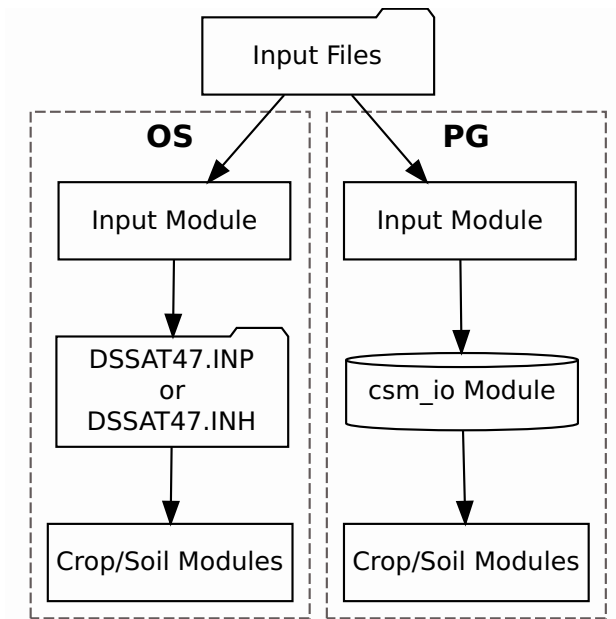 Input Files
OS
Input Module
DSSAT47.INP
or
DSSAT47.INH
Crop/Soil Modules
PG
Input Module
csm_io Module
Crop/Soil Modules